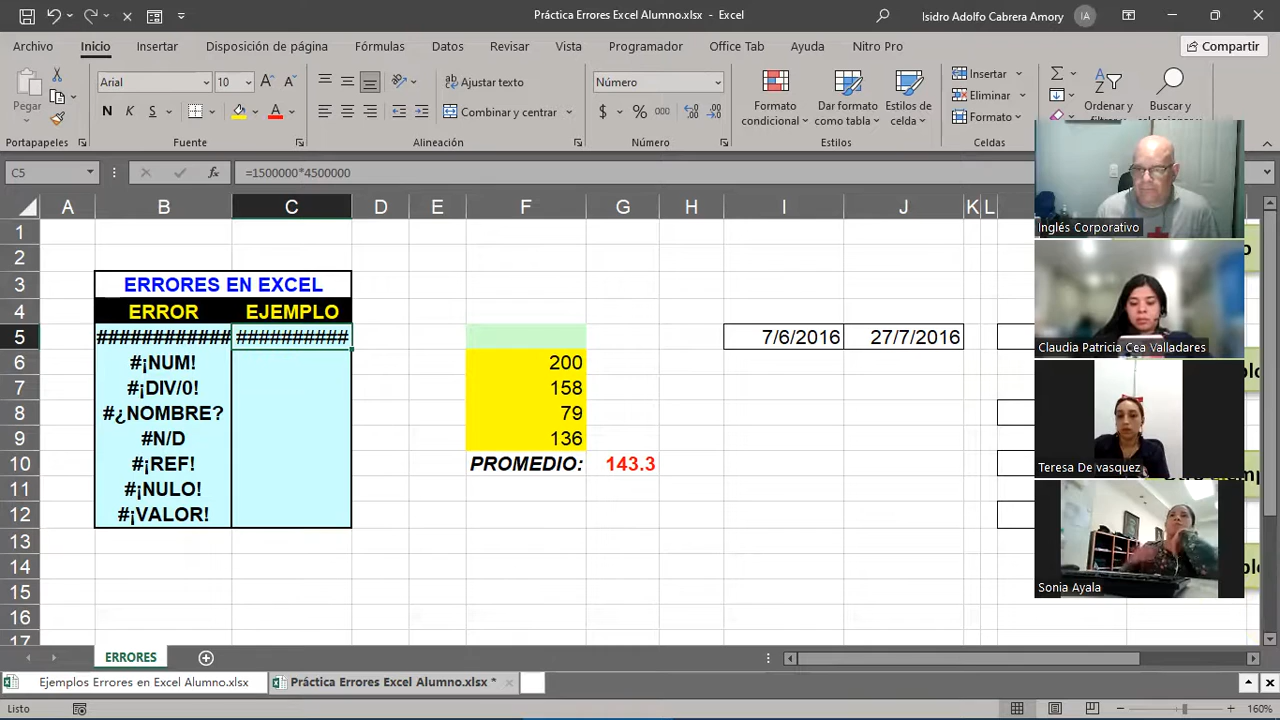 Práctica Errores Excel Alumno.xlsx - Excel
Isidro Adolfo Cabrera Amory IA
Archivo Inicio Insertar Disposición de página Fórmulas Datos Revisar Vista Programador Office Tab Ayuda Nitro Pro Compartir
Pegar
Arial 10
N K S
Ajustar texto
Combinar y centrar
Número
$ % 000
Formato condicional
Dar formato como tabla
Estilos de celda
Insertar
Eliminar
Formato
Ordenar y
Buscar y
Portapapeles Fuente Alineación Número Estilos Celdas
C5 fx =1500000*4500000
A B C D E F G H I J K L
1
2
3 ERRORES EN EXCEL
4 ERROR EJEMPLO
5 ############ ########## 7/6/2016 27/7/2016
6 #¡NUM! 200
7 #¡DIV/0! 158
8 #¿NOMBRE? 79
9 #N/D 136
10 #¡REF! PROMEDIO: 143.3
11 #¡NULO!
12 #¡VALOR!
13
14
15
16
17
Inglés Corporativo
Claudia Patricia Cea Valladares
Teresa De vasquez
Sonia Ayala
ERRORES
Ejemplos Errores en Excel Alumno.xlsx
Práctica Errores Excel Alumno.xlsx *
Listo
160%